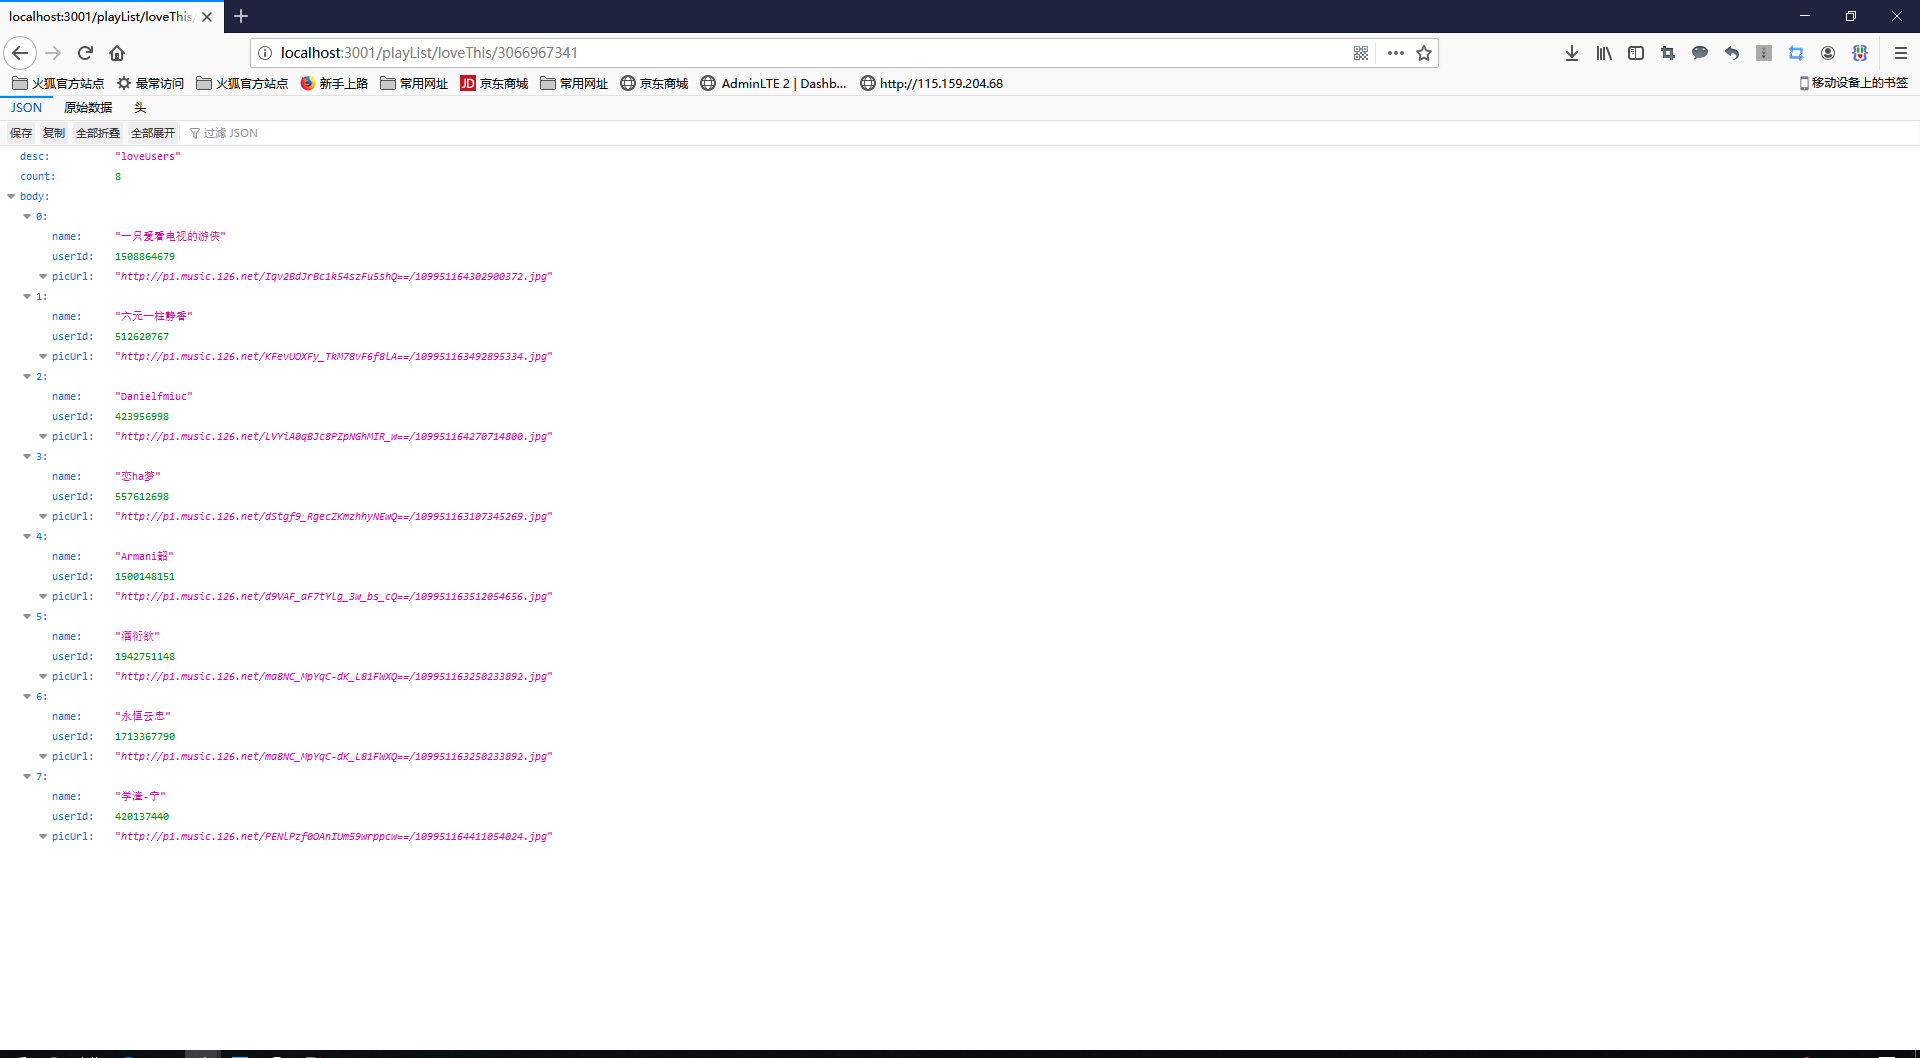 localhost:3001/playList/loveThis/
localhost:3001/playList/loveThis/3066967341
火狐官方站点 最常访问 火狐官方站点 新手上路 常用网址 JD 京东商城 常用网址 京东商城 AdminLTE 2 | Dashb... http://115.159.204.68 移动设备上的书签
JSON 原始数据 头
保存 复制 全部折叠 全部展开 过滤 JSON
desc: "loveUsers"
count: 8
body:
0:
name: "一只爱看电视的游侠"
userId: 1508864679
picUrl: "http://p1.music.126.net/Iqv2BdJrBc1k54szFu5shQ==/109951164302900372.jpg"
1:
name: "六元一柱静香"
userId: 512620767
picUrl: "http://p1.music.126.net/KFevUOXFy_TkM78vF6f8lA==/109951163492895334.jpg"
2:
name: "Danielfmiuc"
userId: 423956998
picUrl: "http://p1.music.126.net/LVYiA0qBJc8PZpNGhMIR_w==/109951164270714800.jpg"
3:
name: "恋ha梦"
userId: 557612698
picUrl: "http://p1.music.126.net/dStgf9_RgecZKmzhhyNEwQ==/109951163107345269.jpg"
4:
name: "Armani韶"
userId: 1500148151
picUrl: "http://p1.music.126.net/d9VAF_aF7tYlg_3w_bs_cQ==/109951163512054656.jpg"
5:
name: "酒衍欲"
userId: 1942751148
picUrl: "http://p1.music.126.net/ma8NC_MpYqC-dK_L81FWXQ==/109951163250233892.jpg"
6:
name: "永恒云忠"
userId: 1713367790
picUrl: "http://p1.music.126.net/ma8NC_MpYqC-dK_L81FWXQ==/109951163250233892.jpg"
7:
name: "学渣-宁"
userId: 420137440
picUrl: "http://p1.music.126.net/PENlPzf0OAnIUm59wrppcw==/109951164411054024.jpg"